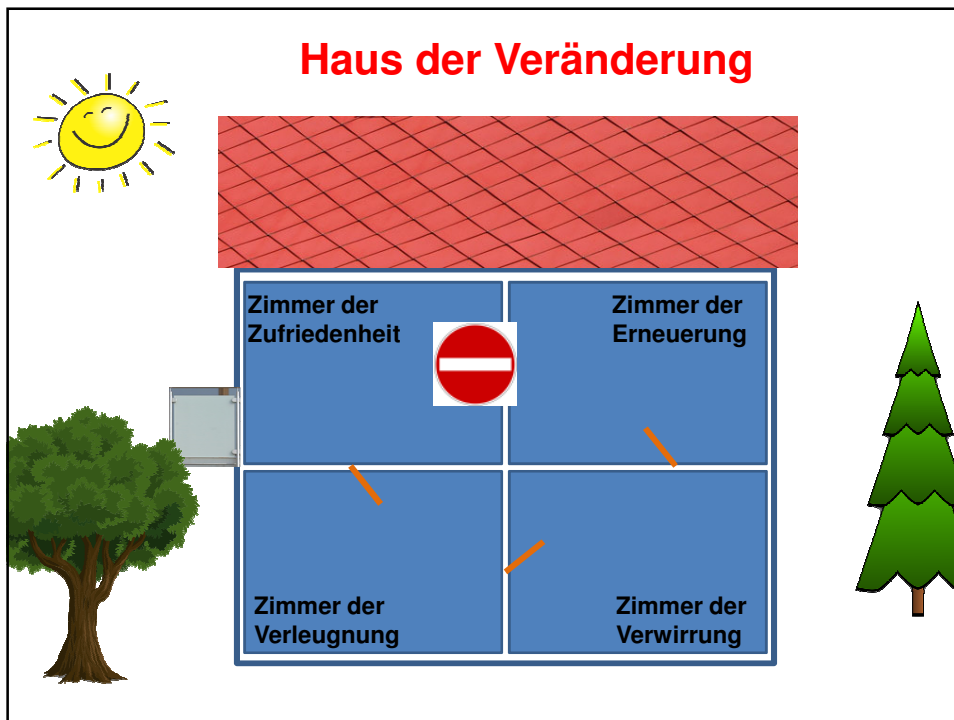 Haus der Veränderung
Zimmer der
Zufriedenheit
Zimmer der
Erneuerung
Zimmer der
Verleugnung
Zimmer der
Verwirrung